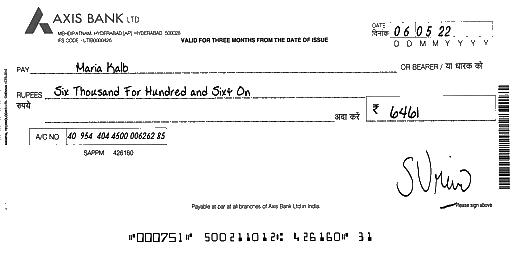 AXIS BANK LTD
MEHDIPATNAM, HYDERABAD [AP] HYDERABAD 500028
IFS CODE - UTIB0000426
VALID FOR THREE MONTHS FROM THE DATE OF ISSUE
DATE दिनांक 06 05 22
D D M M Y Y Y Y
PAY Maria Kalb OR BEARER / या धारक को
RUPEES रुपये Six Thousand For Hundred and Sixt On
अदा करें ₹ 6461
A/C NO 40 954 404 4500 006262 85
SAPPM 426160
Payable at par at all branches of Axis Bank Ltd in India.
Please sign above
"000751" 500211012: 426160" 31